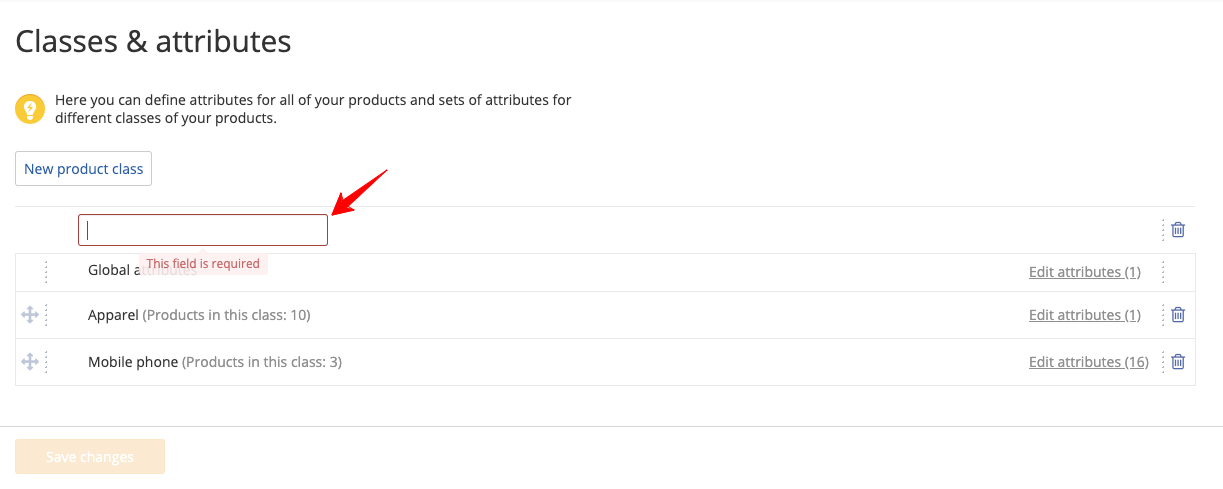 Classes & attributes
Here you can define attributes for all of your products and sets of attributes for
different classes of your products.
New product class
This field is required
Global attributes
Edit attributes (1)
Apparel (Products in this class: 10)
Edit attributes (1)
Mobile phone (Products in this class: 3)
Edit attributes (16)
Save changes